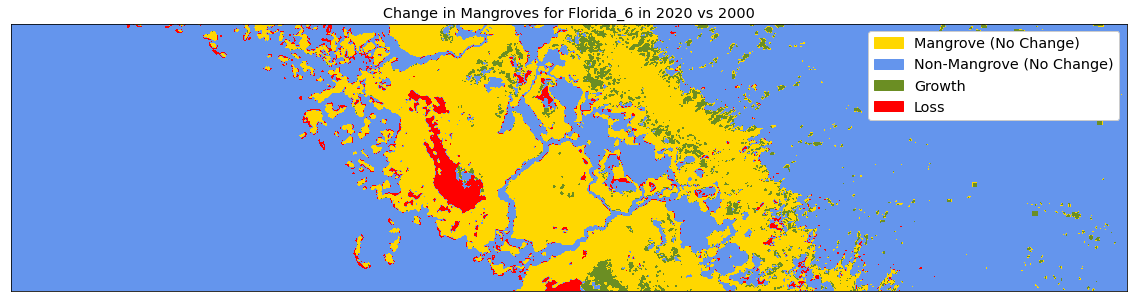 Change in Mangroves for Florida_6 in 2020 vs 2000
Mangrove (No Change)
Non-Mangrove (No Change)
Growth
Loss